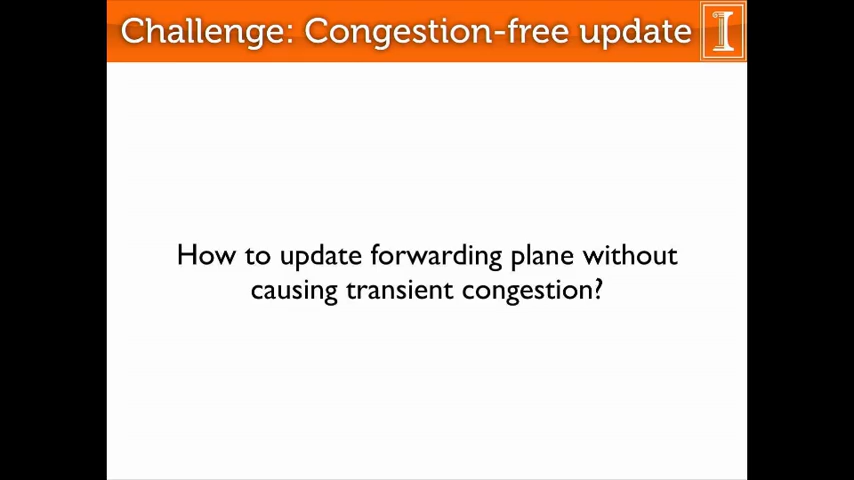 Challenge: Congestion-free update
How to update forwarding plane without
causing transient congestion?